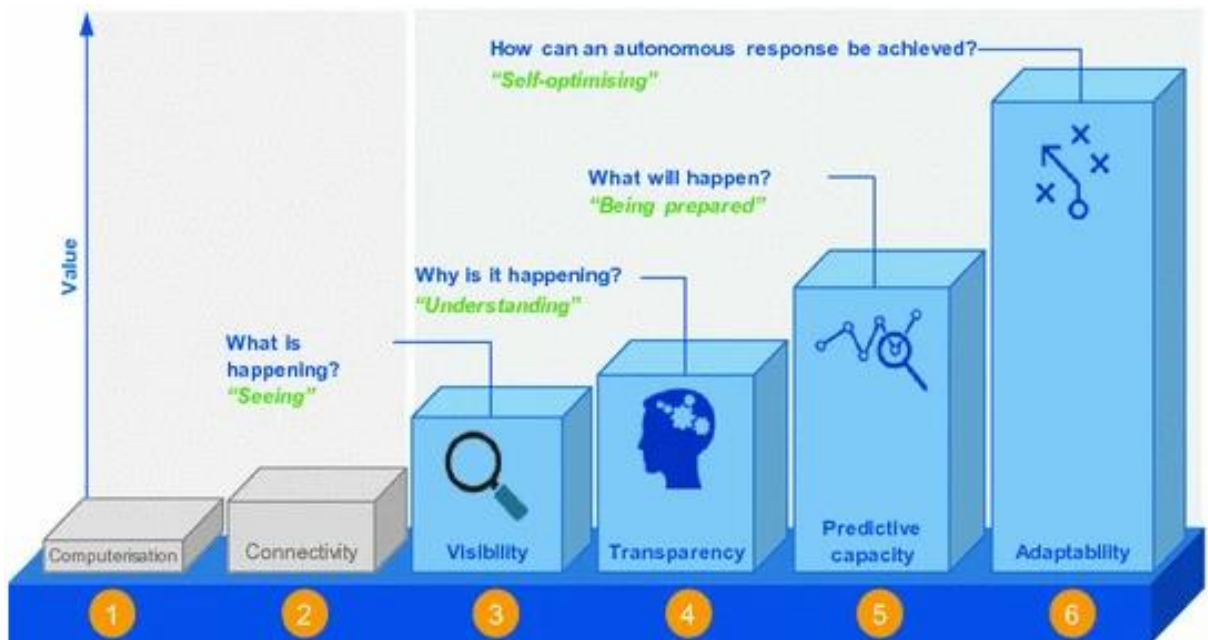 How can an autonomous response be achieved?
“Self-optimising”
What will happen?
“Being prepared”
Why is it happening?
“Understanding”
What is
happening?
“Seeing”
Value
Computerisation
Connectivity
Visibility
Transparency
Predictive
capacity
Adaptability
1
2
3
4
5
6